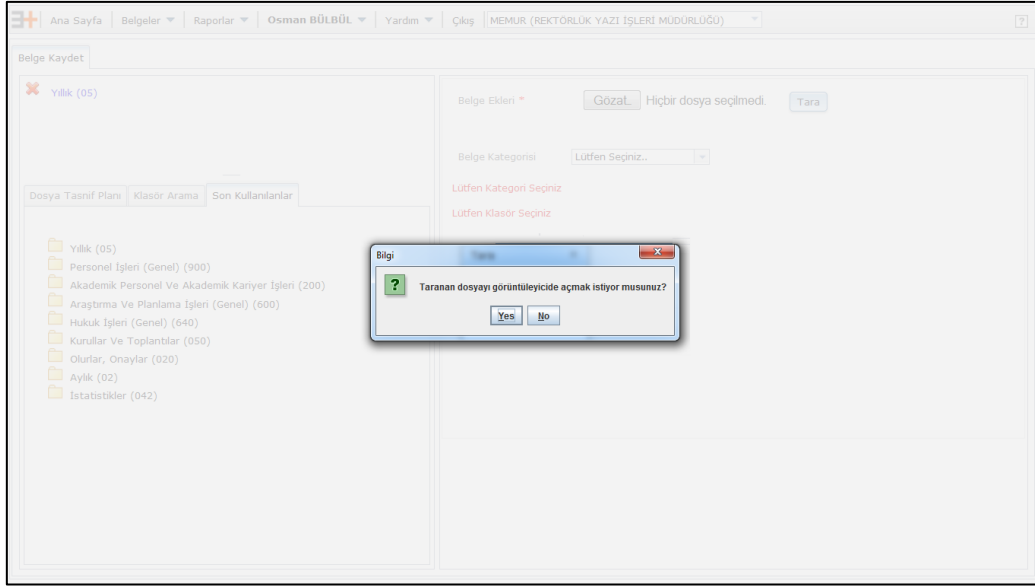 Ana Sayfa Belgeler Raporlar Osman BÜLBÜL Yardım Çıkış MEMUR (REKTÖRLÜK YAZI İŞLERİ MÜDÜRLÜĞÜ) ?
Belge Kaydet
Yıllık (05)
Dosya Tasnif Planı Klasör Arama Son Kullanılanlar
Yıllık (05)
Personel İşleri (Genel) (900)
Akademik Personel Ve Akademik Kariyer İşleri (200)
Araştırma Ve Planlama İşleri (Genel) (600)
Hukuk İşleri (Genel) (640)
Kurullar Ve Toplantılar (050)
Olurlar, Onaylar (020)
Aylık (02)
İstatistikler (042)
Belge Ekleri * Gözat.. Hiçbir dosya seçilmedi. Tara
Belge Kategorisi Lütfen Seçiniz..
Lütfen Kategori Seçiniz
Lütfen Klasör Seçiniz
Tara
Bilgi
Taranan dosyayı görüntüleyicide açmak istiyor musunuz?
Yes No